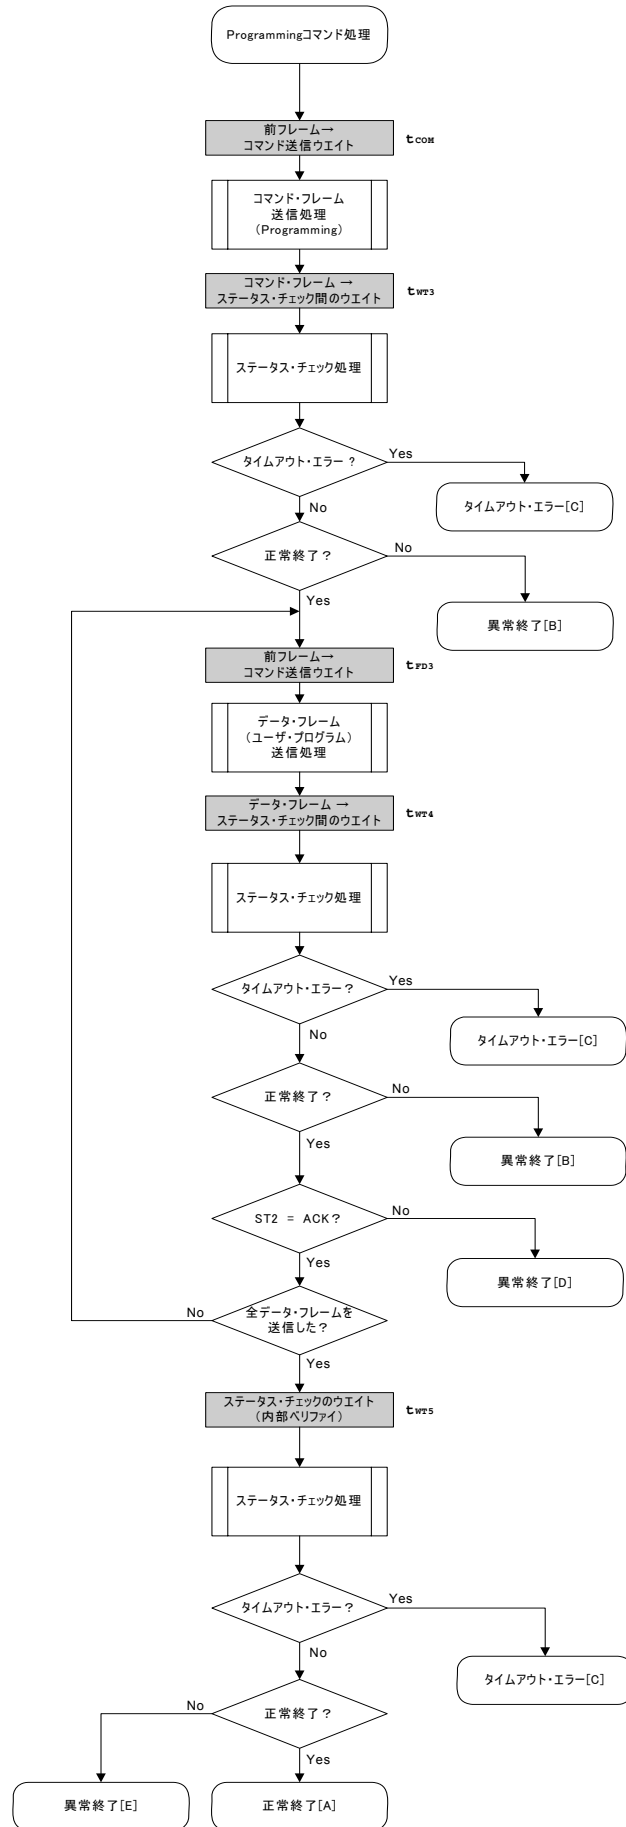 Programmingコマンド処理
前フレーム→
コマンド送信ウエイト
tCOM
コマンド・フレーム
送信処理
(Programming)
コマンド・フレーム →
ステータス・チェック間のウエイト
tWT3
ステータス・チェック処理
タイムアウト・エラー ?
Yes
タイムアウト・エラー[C]
No
正常終了?
No
異常終了[B]
Yes
前フレーム→
コマンド送信ウエイト
tFD3
データ・フレーム
(ユーザ・プログラム)
送信処理
データ・フレーム →
ステータス・チェック間のウエイト
tWT4
ステータス・チェック処理
タイムアウト・エラー?
Yes
タイムアウト・エラー[C]
No
正常終了?
No
異常終了[B]
Yes
ST2 = ACK?
No
異常終了[D]
Yes
全データ・フレームを
送信した?
No
Yes
ステータス・チェックのウエイト
(内部ベリファイ)
tWT5
ステータス・チェック処理
タイムアウト・エラー?
Yes
タイムアウト・エラー[C]
No
正常終了?
No
Yes
異常終了[E]
正常終了[A]